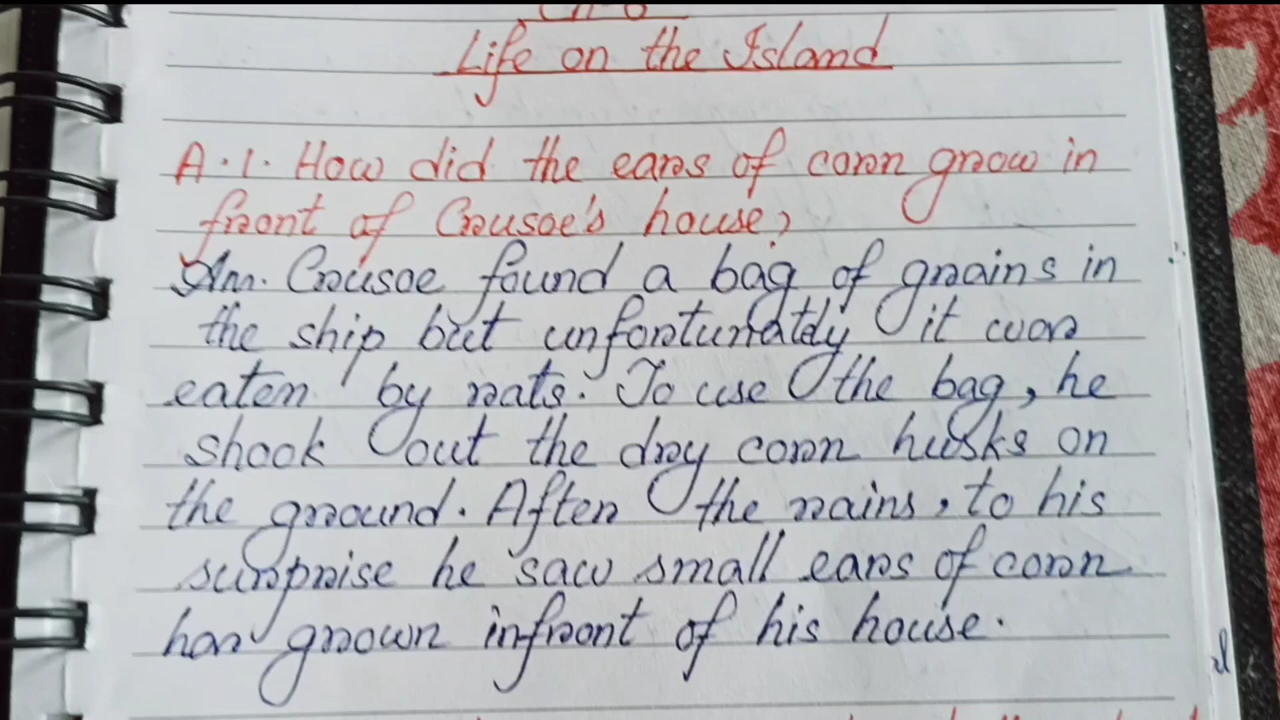 Ch-6
Life on the Island
A.1. How did the ears of corn grow in
front of Crusoe's house?
Ans. Crusoe found a bag of grains in
the ship but unfortunately it was
eaten by rats. To use the bag, he
shook out the dry corn husks on
the ground. After the rains, to his
surprise he saw small ears of corn
has grown infront of his house.